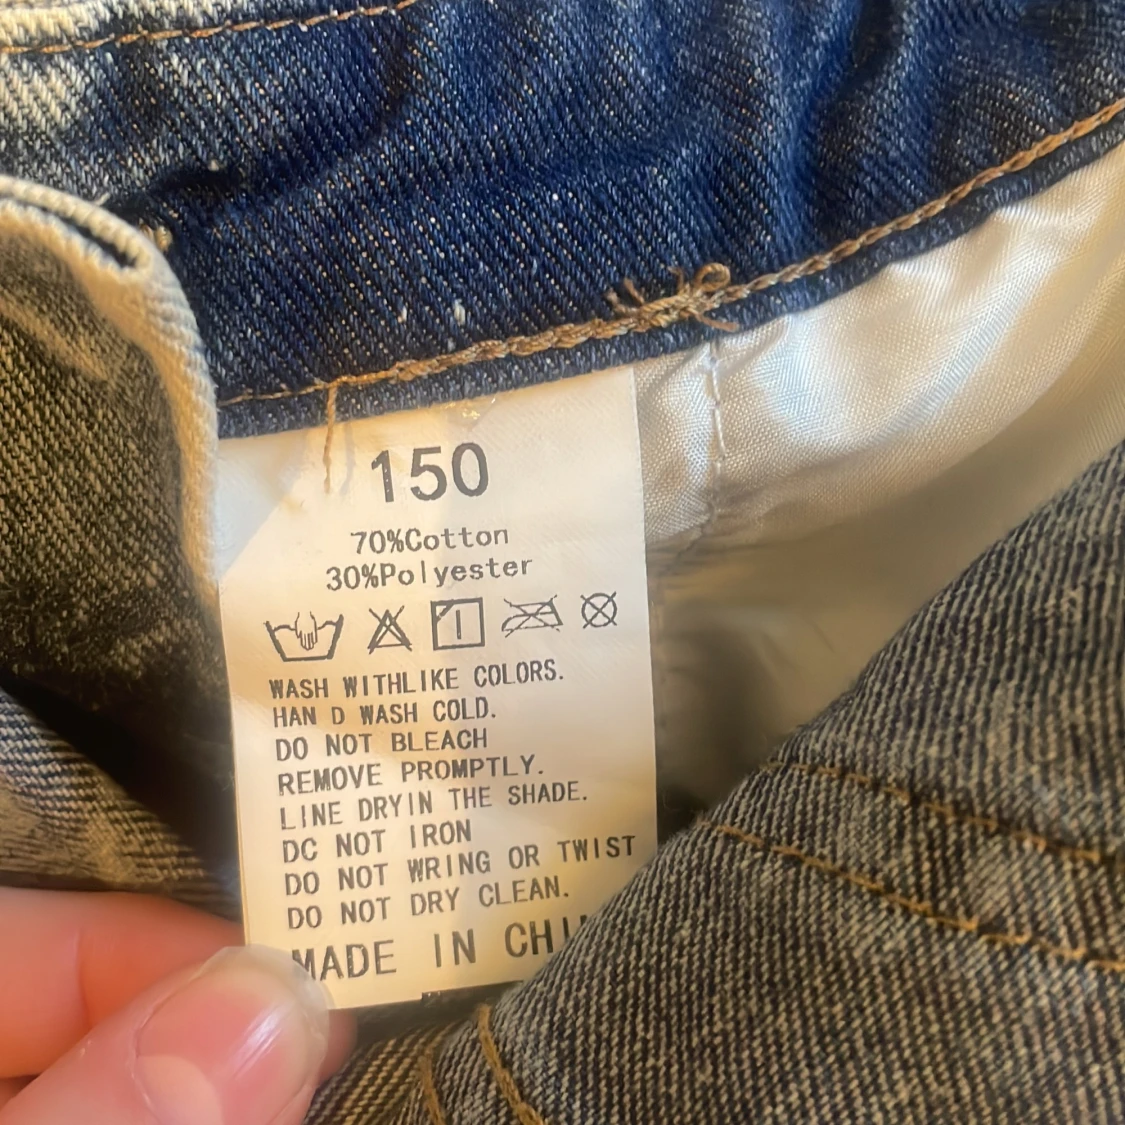 150
70%Cotton
30%Polyester
WASH WITHLIKE COLORS.
HAN D WASH COLD.
DO NOT BLEACH
REMOVE PROMPTLY.
LINE DRYIN THE SHADE.
DC NOT IRON
DO NOT WRING OR TWIST
DO NOT DRY CLEAN.
MADE IN CHI